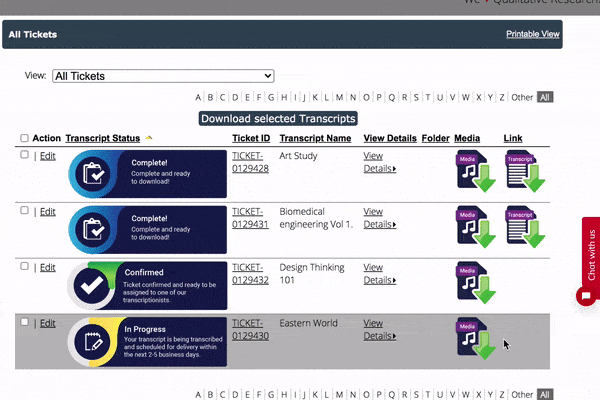 We Qualitative Research
All Tickets
Printable View
View: All Tickets
A B C D E F G H I J K L M N O P Q R S T U V W X Y Z Other All
Download selected Transcripts
Action Transcript Status Ticket ID Transcript Name View Details Folder Media Link
| Edit
Complete!
Complete and ready
to download!
TICKET-
0129428
Art Study
View
Details
Media
Transcript
| Edit
Complete!
Complete and ready
to download!
TICKET-
0129431
Biomedical
engineering Vol 1.
View
Details
Media
Transcript
| Edit
Confirmed
Ticket confirmed and ready to be
assigned to one of our
transcriptionists.
TICKET-
0129432
Design Thinking
101
View
Details
Media
| Edit
In Progress
Your transcript is being transcribed
and scheduled for delivery within
the next 2-5 business days.
TICKET-
0129430
Eastern World
View
Details
Media
A B C D E F G H I J K L M N O P Q R S T U V W X Y Z Other All
Chat with us